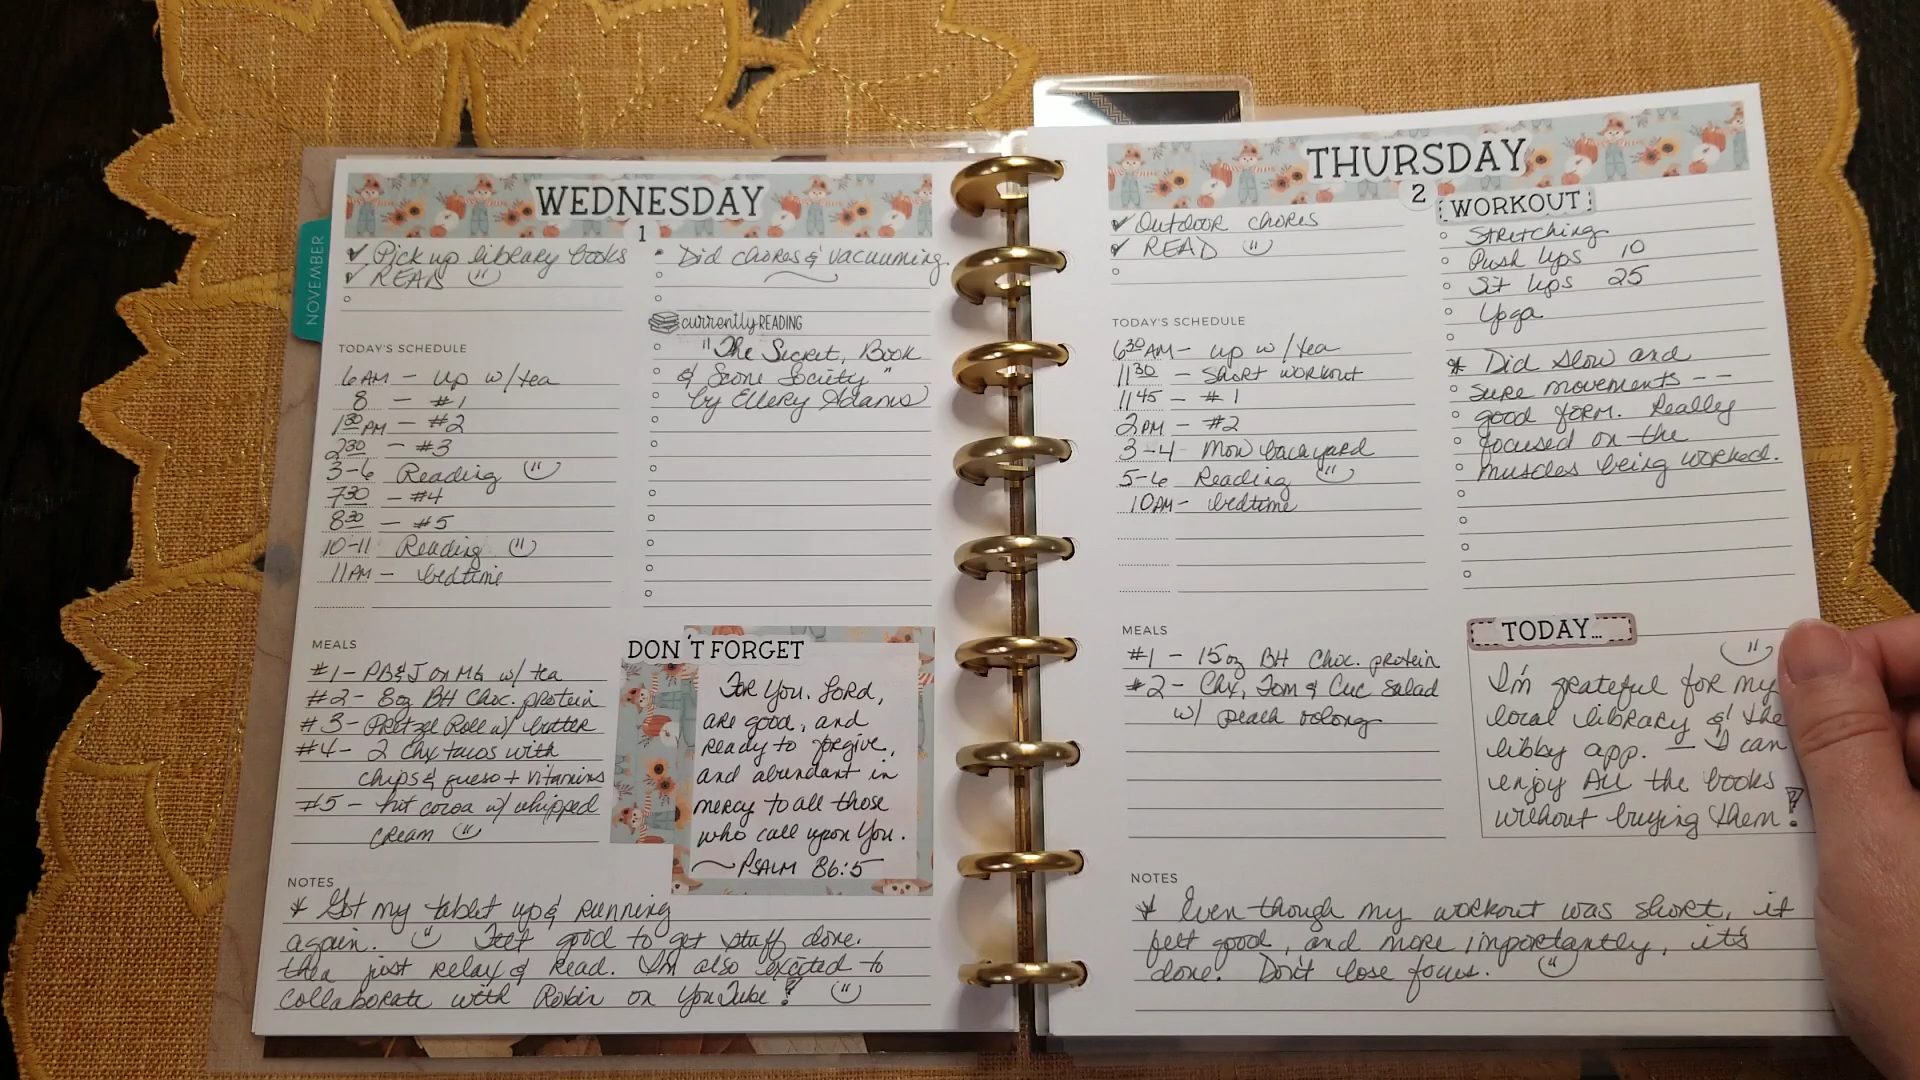 NOVEMBER
WEDNESDAY
1
Pick up library books
READ
Did chores & vacuuming.
currently READING
"The Secret, Book
& Scone Society"
by Ellery Adams
TODAY'S SCHEDULE
6AM - up w/tea
8 - #1
130 PM - #2
230 - #3
3-6 Reading
730 - #4
830 - #5
10-11 Reading
11PM - bedtime
MEALS
#1 - PB&J on MG w/ tea
#2 - 8oz BH Choc. protein
#3 - Pretzel Roll w/ butter
#4 - 2 Chx tacos with
chips & queso + vitamins
#5 - hot cocoa w/ whipped
cream
DON'T FORGET
For You, Lord,
are good, and
ready to forgive,
and abundant in
mercy to all those
who call upon You.
~ Psalm 86:5
NOTES
* Got my tablet up & running
again. Felt good to get stuff done.
then just relax & read. I'm also excited to
collaborate with Robin on YouTube!
THURSDAY
2
Outdoor chores
READ
WORKOUT
Stretching
Push ups 10
Sit ups 25
Yoga
* Did slow and
sure movements --
good form. Really
focused on the
muscles being worked.
TODAY'S SCHEDULE
630 AM - up w/tea
1130 - short workout
1145 - #1
2PM - #2
3-4 Mow backyard
5-6 Reading
10AM - bedtime
MEALS
#1 - 15oz BH Choc. protein
#2 - Chx, Tom & Cuc Salad
w/ peach oolong
TODAY...
I'm grateful for my
local library & the
libby app. - I can
enjoy All the books
without buying them!
NOTES
* Even though my workout was short, it
felt good, and more importantly, it's
done! Don't lose focus.